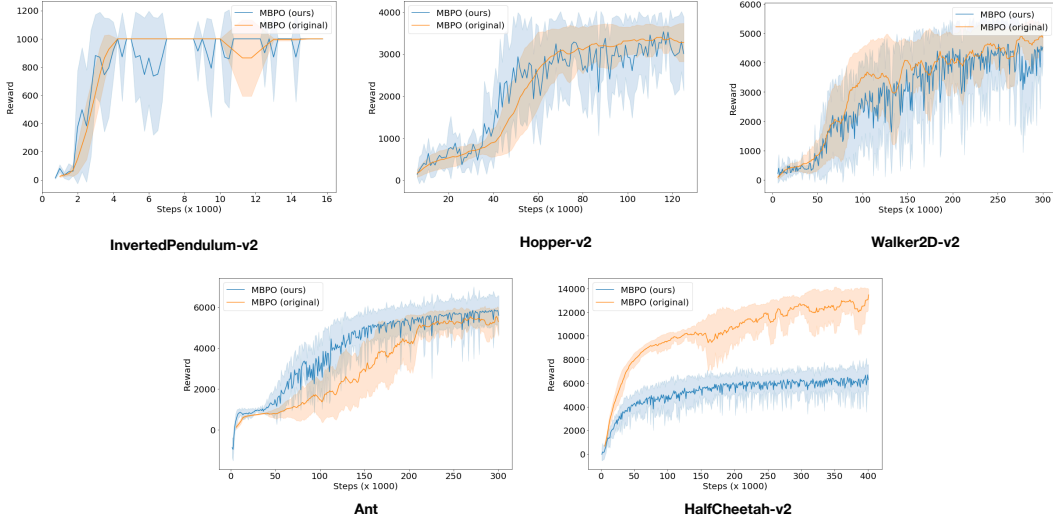 MBPO (ours)
MBPO (original)
Reward
1200
1000
800
600
400
200
0
0 2 4 6 8 10 12 14 16
Steps (x 1000)
InvertedPendulum-v2
MBPO (ours)
MBPO (original)
Reward
4000
3000
2000
1000
0
20 40 60 80 100 120
Steps (x 1000)
Hopper-v2
MBPO (ours)
MBPO (original)
Reward
6000
5000
4000
3000
2000
1000
0
0 50 100 150 200 250 300
Steps (x 1000)
Walker2D-v2
MBPO (ours)
MBPO (original)
Reward
6000
4000
2000
0
0 50 100 150 200 250 300
Steps (x 1000)
Ant
MBPO (ours)
MBPO (original)
Reward
14000
12000
10000
8000
6000
4000
2000
0
0 50 100 150 200 250 300 350 400
Steps (x 1000)
HalfCheetah-v2